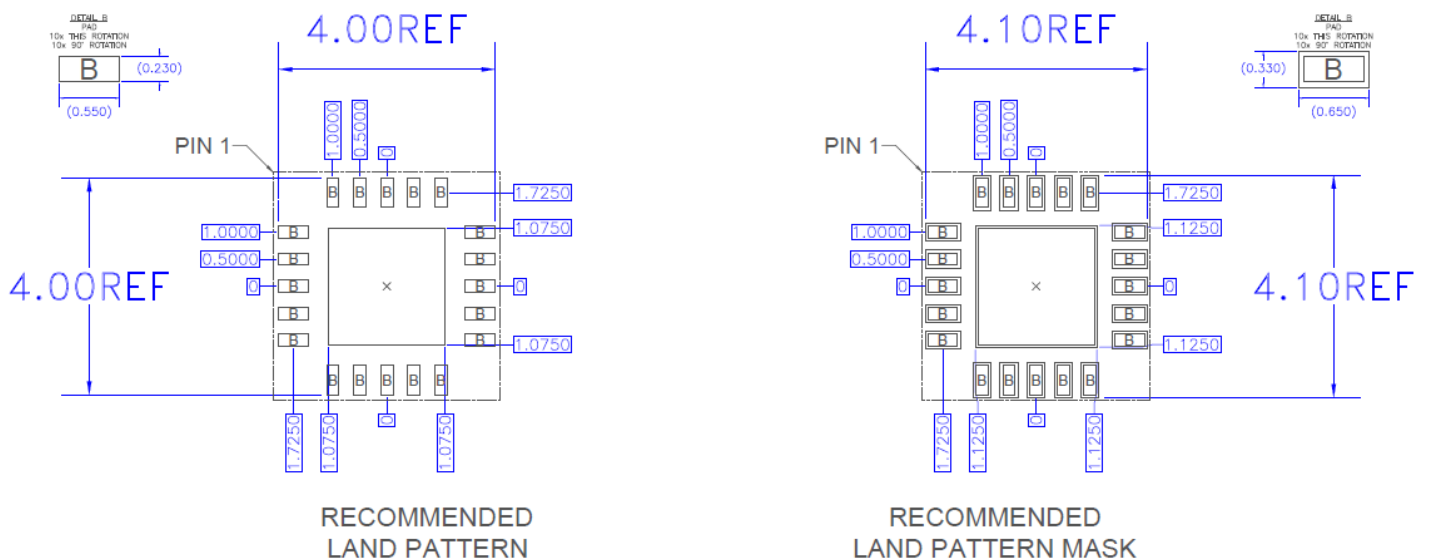 DETAIL B
PAD
10x THIS ROTATION
10x 90° ROTATION
B
(0.230)
(0.550)
4.00REF
PIN 1
1.0000
0.5000
0
B B B B B
1.7250
1.0000
B
B
1.0750
0.5000
B
B
4.00REF
0
B
B
0
B
B
B
B
1.0750
B B B B B
0
1.7250
1.0750
1.0750
RECOMMENDED
LAND PATTERN
4.10REF
DETAIL B
PAD
10x THIS ROTATION
10x 90° ROTATION
(0.330)
B
(0.650)
PIN 1
1.0000
0.5000
0
B B B B B
1.7250
1.0000
B
B
1.1250
0.5000
B
B
0
B
B
0
4.10REF
B
B
B
B
1.1250
B B B B B
0
1.7250
1.1250
1.1250
RECOMMENDED
LAND PATTERN MASK